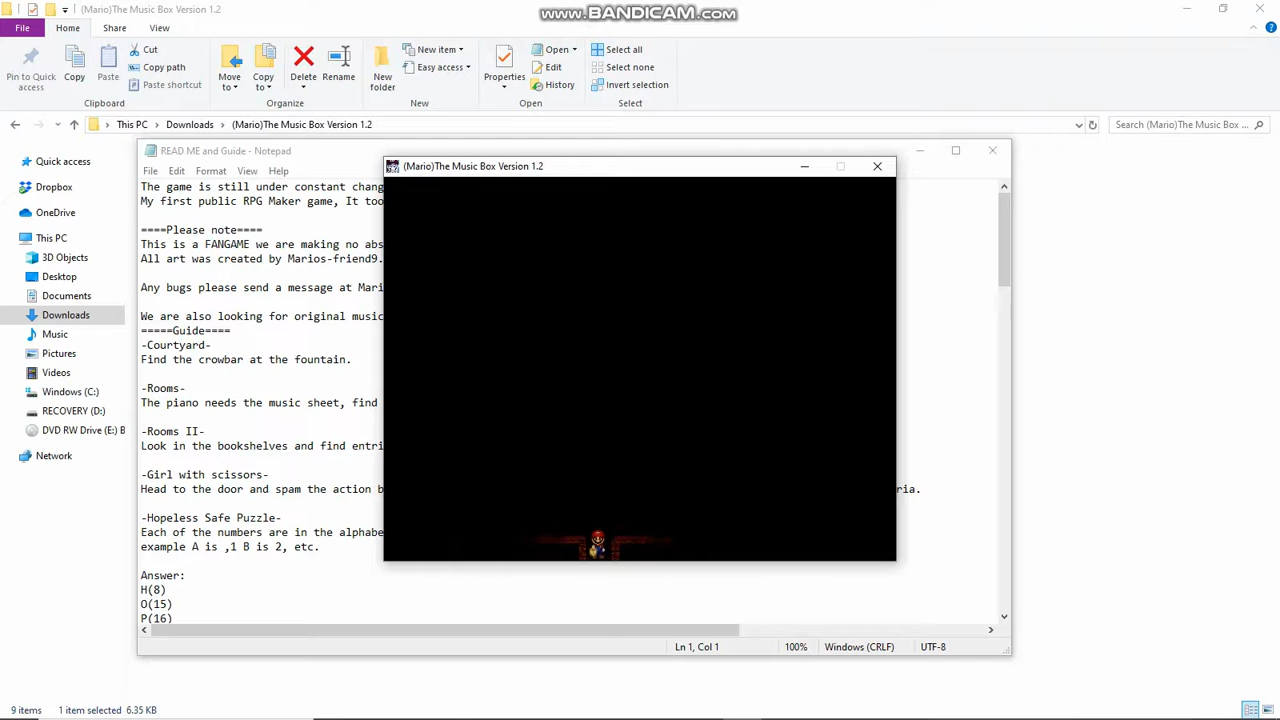 (Mario)The Music Box Version 1.2
www.BANDICAM.com
File Home Share View
Pin to Quick access
Copy
Paste
Cut
Copy path
Paste shortcut
Clipboard
Move to
Copy to
Delete
Rename
Organize
New folder
New item
Easy access
New
Properties
Open
Edit
History
Open
Select all
Select none
Invert selection
Select
This PC Downloads (Mario)The Music Box Version 1.2
Search (Mario)The Music Box Version ...
Quick access
Dropbox
OneDrive
This PC
3D Objects
Desktop
Documents
Downloads
Music
Pictures
Videos
Windows (C:)
RECOVERY (D:)
DVD RW Drive (E:) B
Network
READ ME and Guide - Notepad
File Edit Format View Help
The game is still under constant chang
My first public RPG Maker game, It too
====Please note====
This is a FANGAME we are making no abs
All art was created by Marios-friend9.
Any bugs please send a message at Mari
We are also looking for original music
=====Guide====
-Courtyard-
Find the crowbar at the fountain.
-Rooms-
The piano needs the music sheet, find
-Rooms II-
Look in the bookshelves and find entri
-Girl with scissors-
Head to the door and spam the action b
ria.
-Hopeless Safe Puzzle-
Each of the numbers are in the alphabe
example A is ,1 B is 2, etc.
Answer:
H(8)
O(15)
P(16)
Ln 1, Col 1 100% Windows (CRLF) UTF-8
(Mario)The Music Box Version 1.2
9 items 1 item selected 6.35 KB